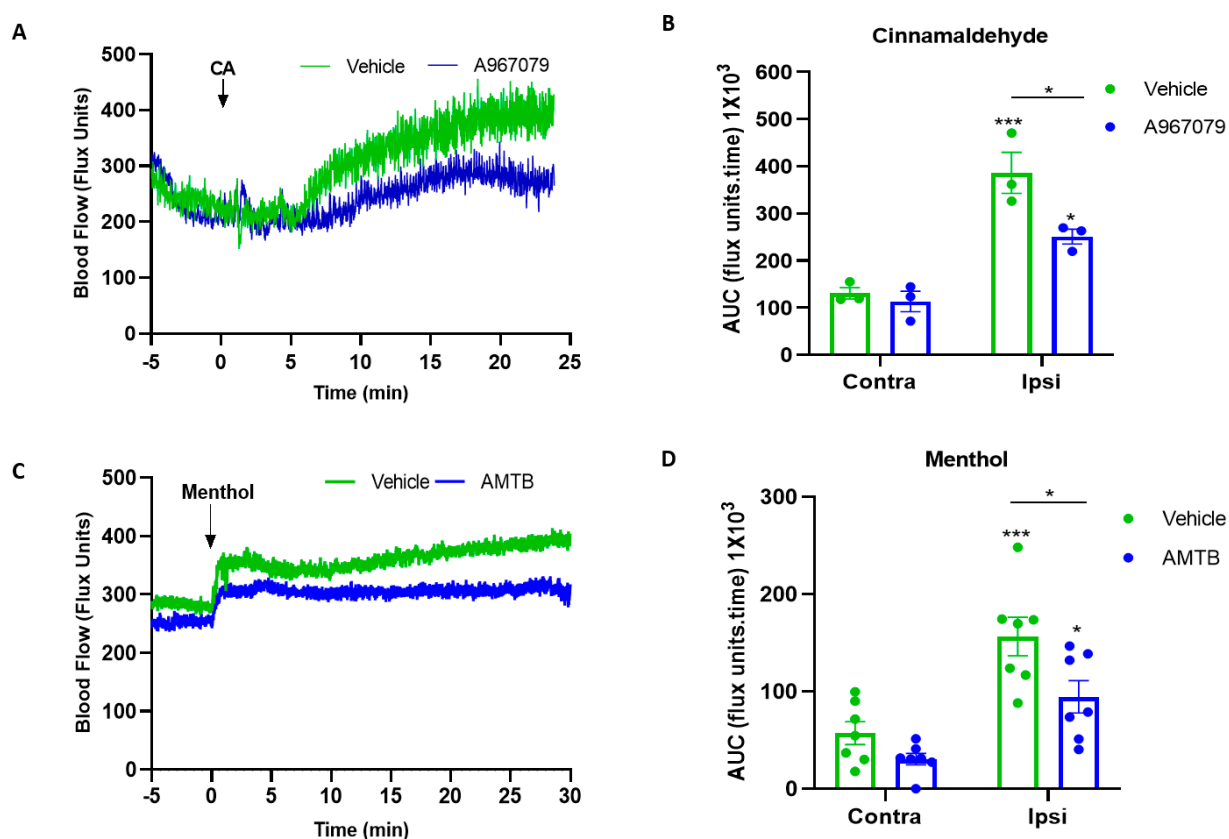 A
500
400
300
200
100
0
Blood Flow (Flux Units)
CA
Vehicle
A967079
-5
0
5
10
15
20
25
Time (min)
B
Cinnamaldehyde
600
500
400
300
200
100
0
AUC (flux units.time) 1X10³
Vehicle
A967079
*
***
*
Contra
Ipsi
C
500
400
300
200
100
0
Blood Flow (Flux Units)
Menthol
Vehicle
AMTB
-5
0
5
10
15
20
25
30
Time (min)
D
Menthol
300
200
100
0
AUC (flux units.time) 1X10³
Vehicle
AMTB
*
***
*
Contra
Ipsi